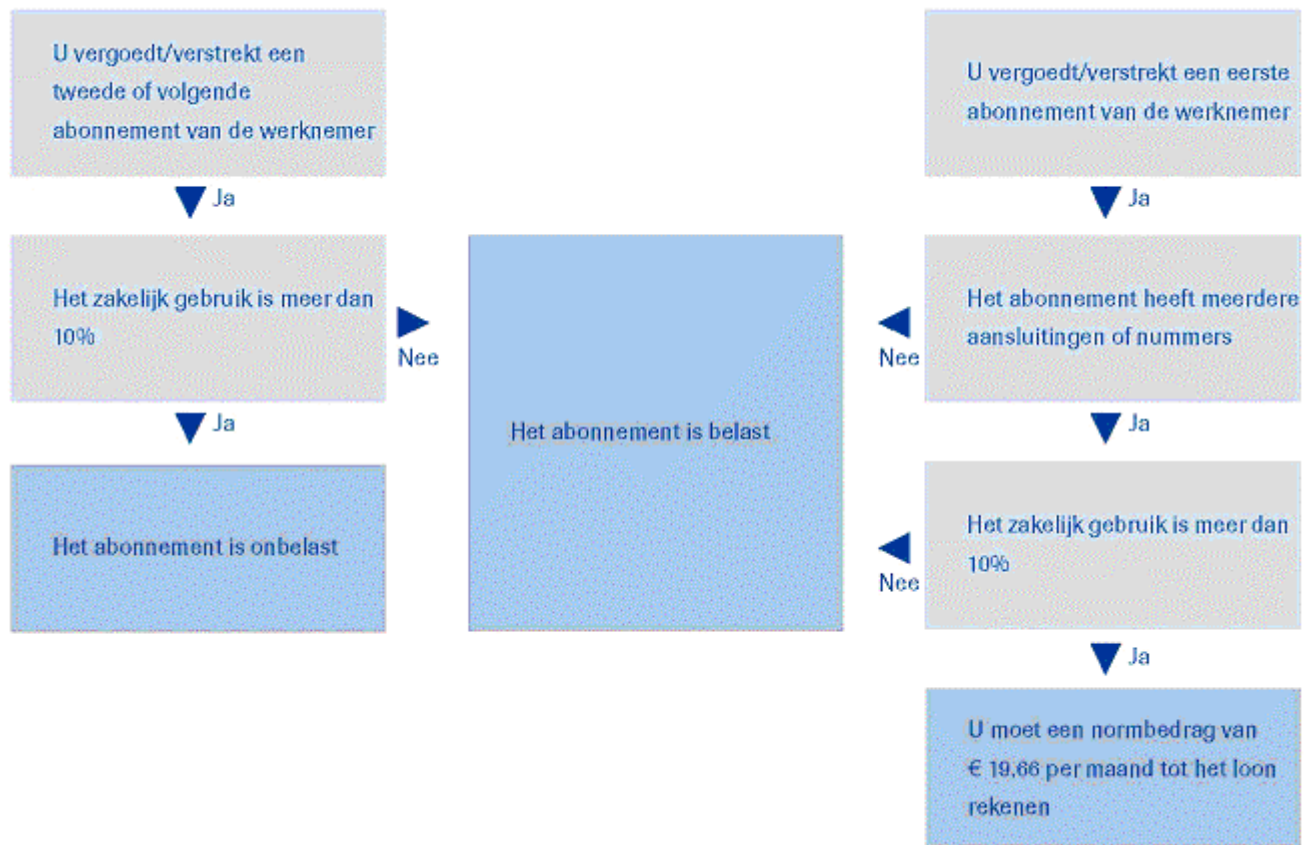 U vergoedt/verstrekt een
tweede of volgende
abonnement van de werknemer
Ja
Het zakelijk gebruik is meer dan
10%
Nee
Ja
Het abonnement is onbelast
Het abonnement is belast
U vergoedt/verstrekt een eerste
abonnement van de werknemer
Ja
Het abonnement heeft meerdere
aansluitingen of nummers
Nee
Ja
Het zakelijk gebruik is meer dan
10%
Nee
Ja
U moet een normbedrag van
€ 19,66 per maand tot het loon
rekenen